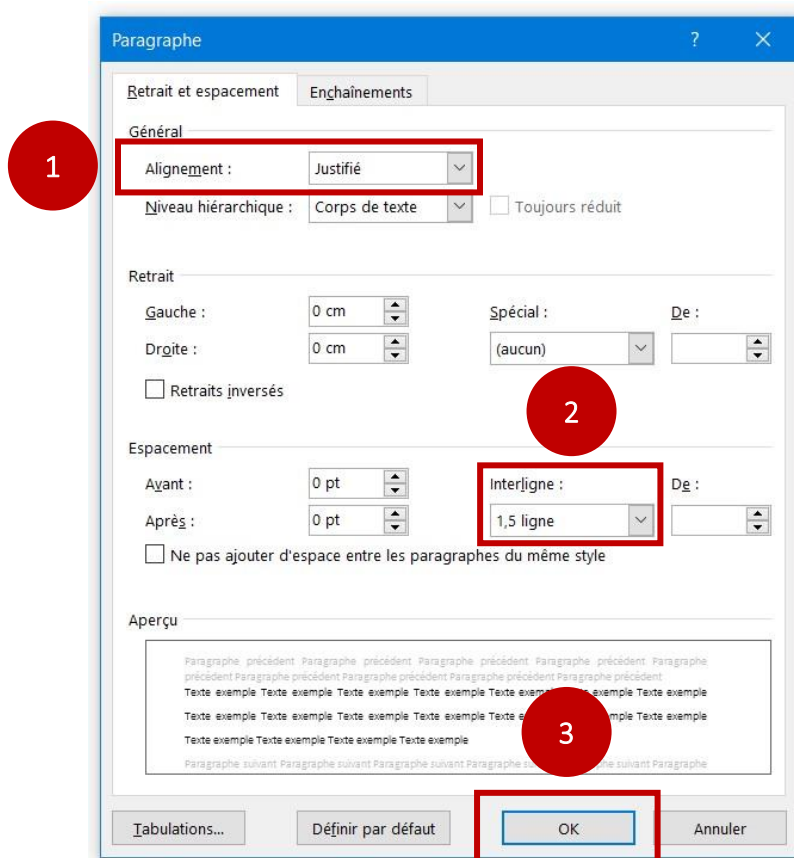 Paragraphe ?
Retrait et espacement Enchaînements
Général
1
Alignement : Justifié
Niveau hiérarchique : Corps de texte Toujours réduit
Retrait
Gauche : 0 cm Spécial : De :
Droite : 0 cm (aucun)
Retraits inversés
2
Espacement
Avant : 0 pt Interligne : De :
Après : 0 pt 1,5 ligne
Ne pas ajouter d'espace entre les paragraphes du même style
Aperçu
Paragraphe précédent Paragraphe précédent Paragraphe précédent Paragraphe précédent Paragraphe
précédent Paragraphe précédent Paragraphe précédent Paragraphe précédent Paragraphe précédent
Texte exemple Texte exemple Texte exemple Texte exemple Texte exemple exemple Texte exemple
Texte exemple Texte exemple Texte exemple Texte exemple Texte exemple Texte exemple
Texte exemple Texte exemple Texte exemple Texte exemple
3
Paragraphe suivant Paragraphe suivant Paragraphe suivant Paragraphe suivant Paragraphe
Tabulations... Définir par défaut OK Annuler